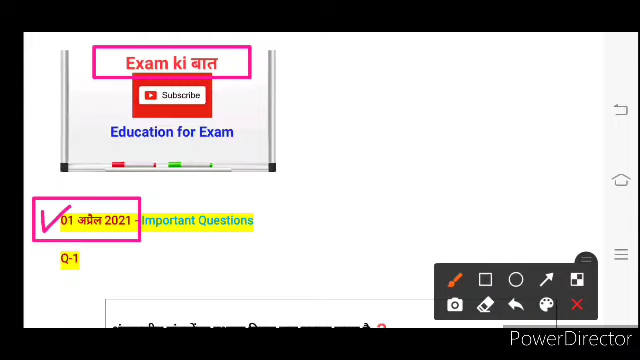 Exam ki बात
Subscribe
Education for Exam
01 अप्रैल 2021 - Important Questions
Q-1
PowerDirector